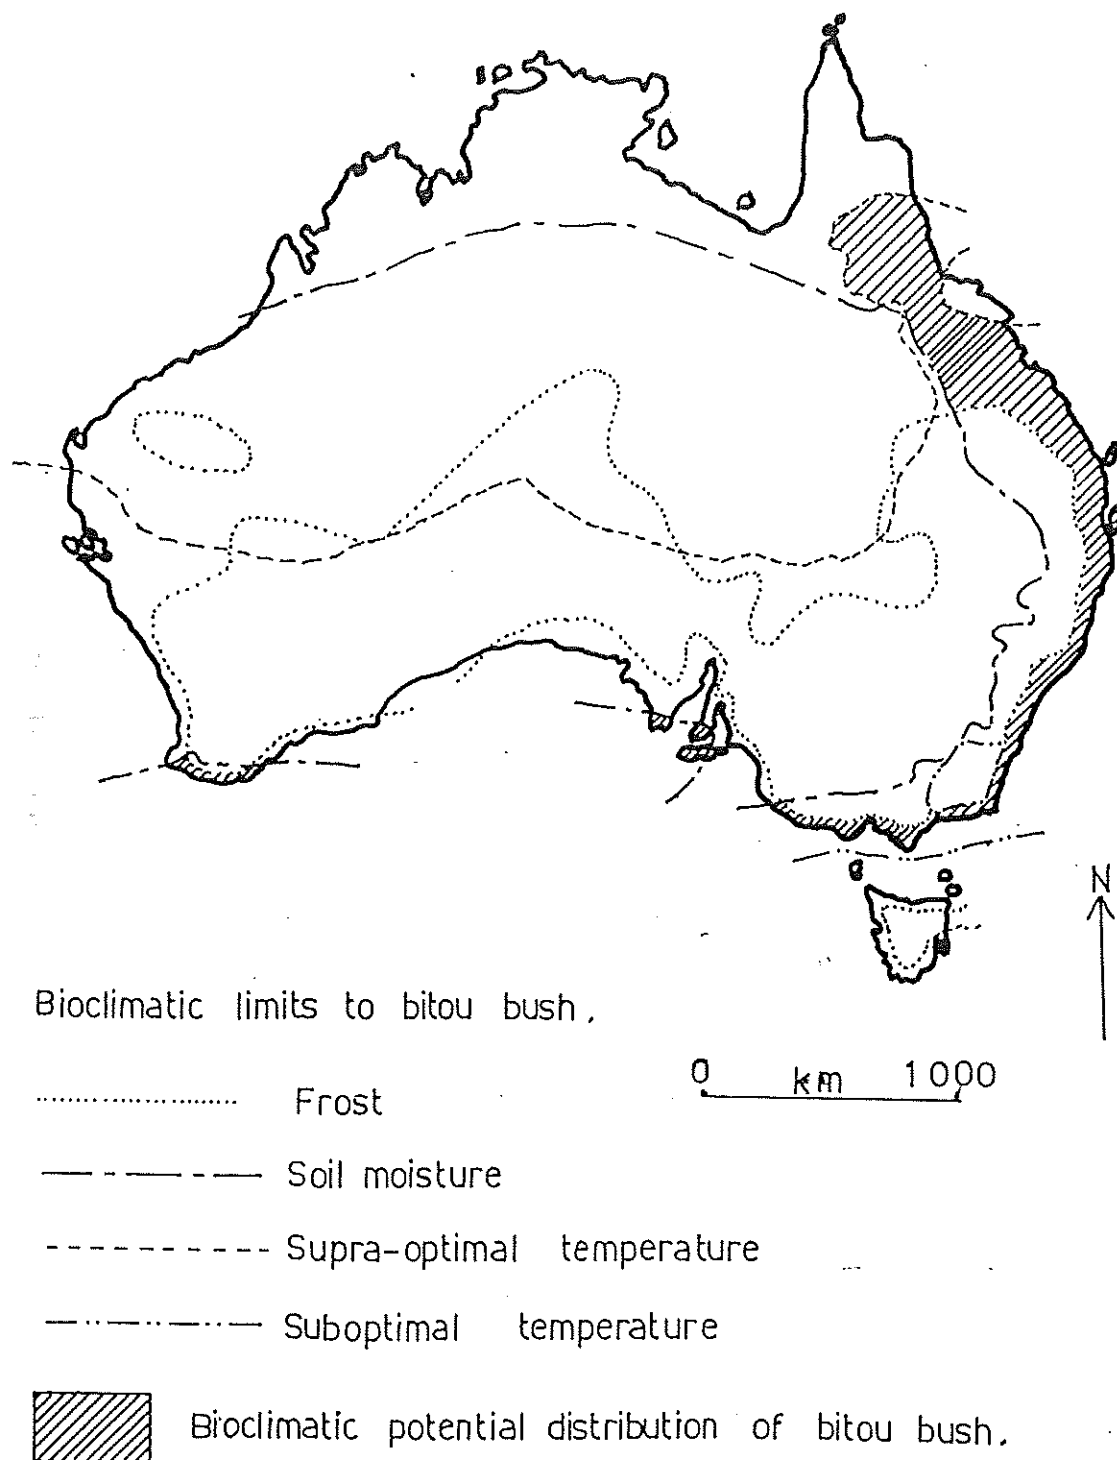 N
Bioclimatic limits to bitou bush.
0 km 1000
Frost
Soil moisture
Supra-optimal temperature
Suboptimal temperature
Bioclimatic potential distribution of bitou bush.